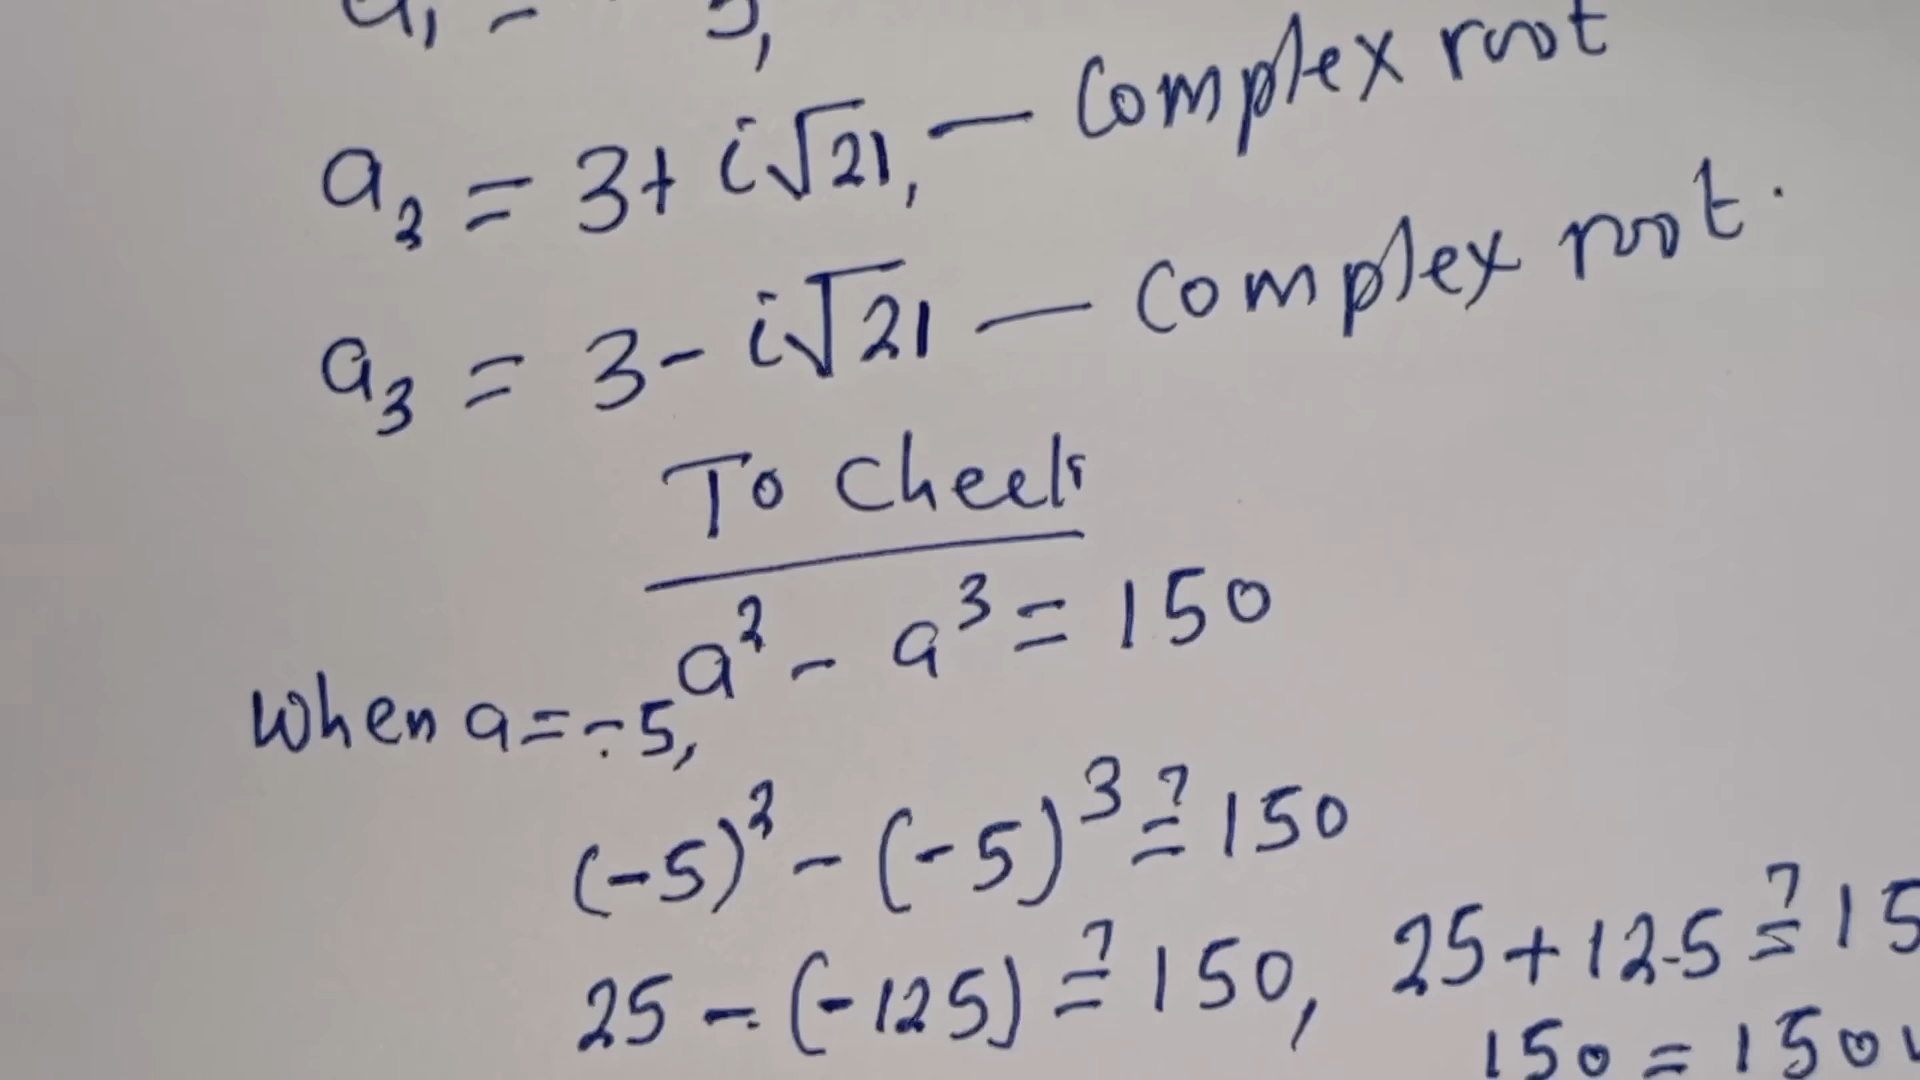 a₂ = 3 + i√21, — Complex root
a₃ = 3 - i√21 — Complex root.
To Check
a² - a³ = 150
When a = -5,
(-5)² - (-5)³ ≟ 150
25 - (-125) ≟ 150, 25 + 125 ≟ 15
150 = 150